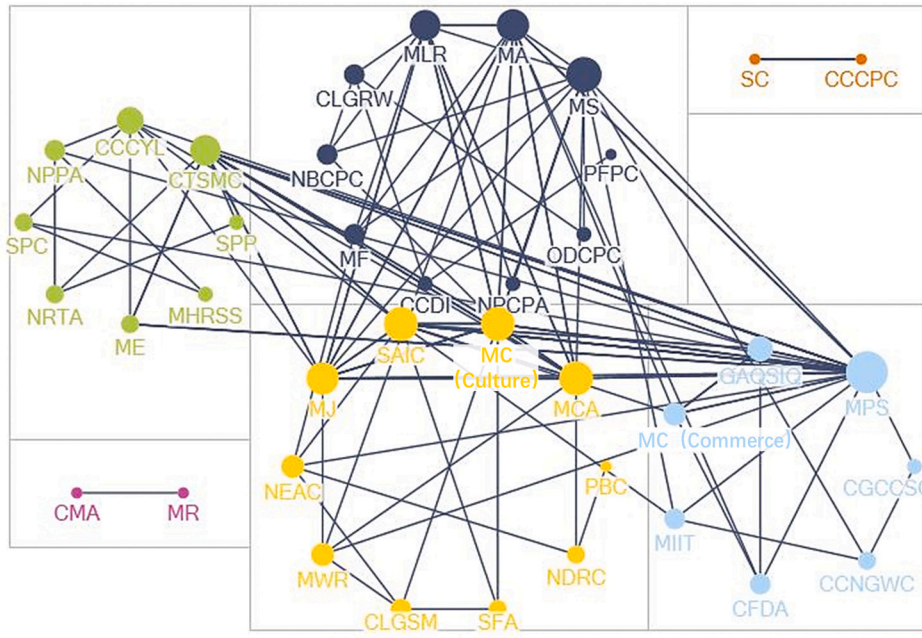 MLR
MA
SC
CCCPC
CLGRW
MS
CCCYL
NPPA
CTSMC
NBCPC
PFPC
SPC
SPP
MF
ODCPC
NRTA
MHRSS
CCDI
NPCPA
ME
SAIC
MC
(Culture)
GAQSIQ
MJ
MCA
MPS
MC (Commerce)
NEAC
PBC
CGCCSC
CMA
MR
MIIT
MWR
NDRC
CCNGWC
CFDA
CLGSM
SFA